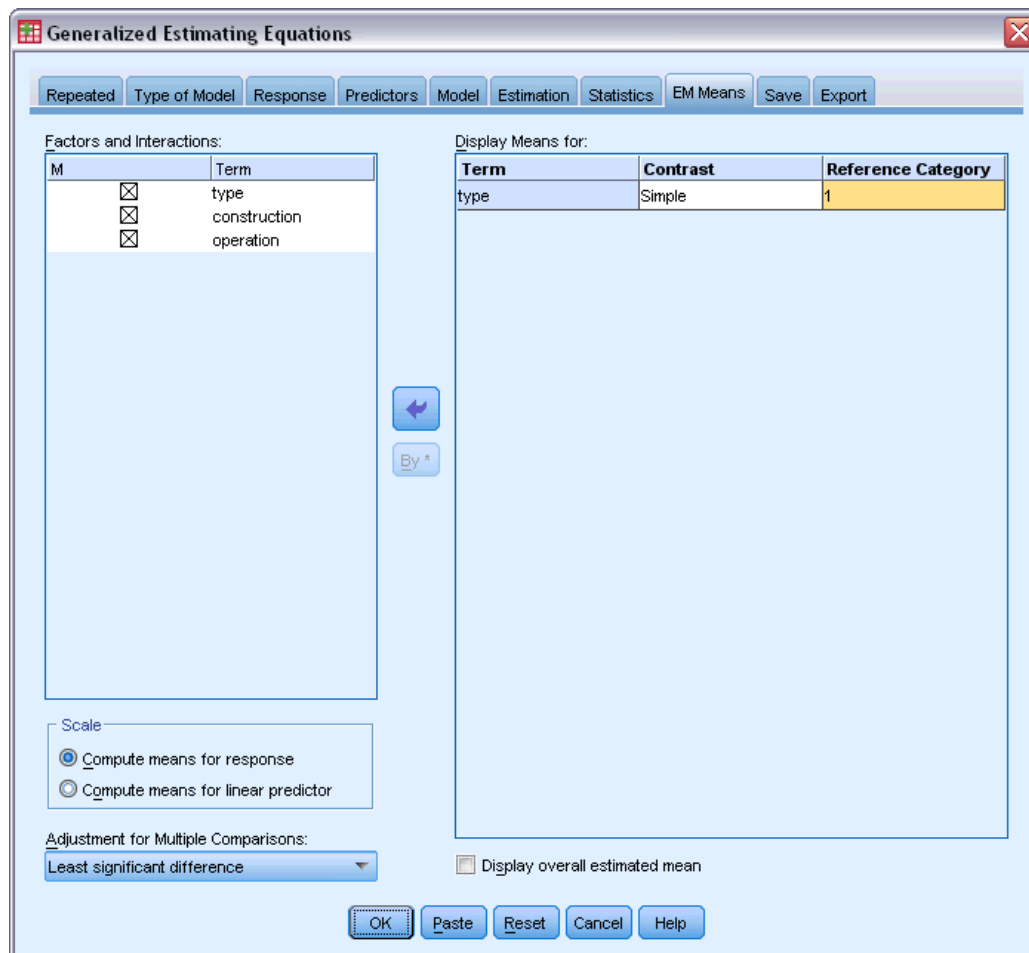 Generalized Estimating Equations
Repeated Type of Model Response Predictors Model Estimation Statistics EM Means Save Export
Factors and Interactions:
M Term
type
construction
operation
By *
Display Means for:
Term Contrast Reference Category
type Simple 1
Scale
Compute means for response
Compute means for linear predictor
Adjustment for Multiple Comparisons:
Least significant difference
Display overall estimated mean
OK Paste Reset Cancel Help